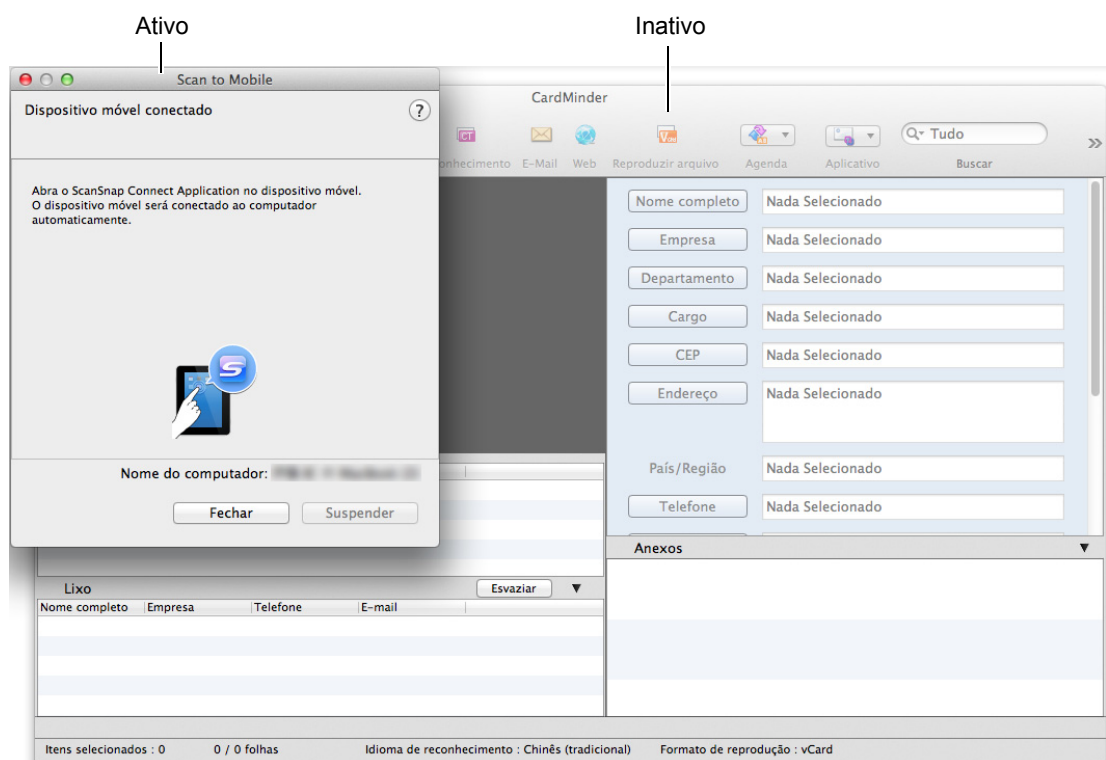 Ativo
Inativo
Scan to Mobile
Dispositivo móvel conectado
?
Abra o ScanSnap Connect Application no dispositivo móvel.
O dispositivo móvel será conectado ao computador
automaticamente.
S
Nome do computador:
Fechar
Suspender
CardMinder
onhecimento
E-Mail
Web
Reproduzir arquivo
Agenda
Aplicativo
Tudo
Buscar
Nome completo
Nada Selecionado
Empresa
Nada Selecionado
Departamento
Nada Selecionado
Cargo
Nada Selecionado
CEP
Nada Selecionado
Endereço
Nada Selecionado
País/Região
Nada Selecionado
Telefone
Nada Selecionado
Anexos
Lixo
Esvaziar
Nome completo
Empresa
Telefone
E-mail
Itens selecionados : 0
0 / 0 folhas
Idioma de reconhecimento : Chinês (tradicional)
Formato de reprodução : vCard